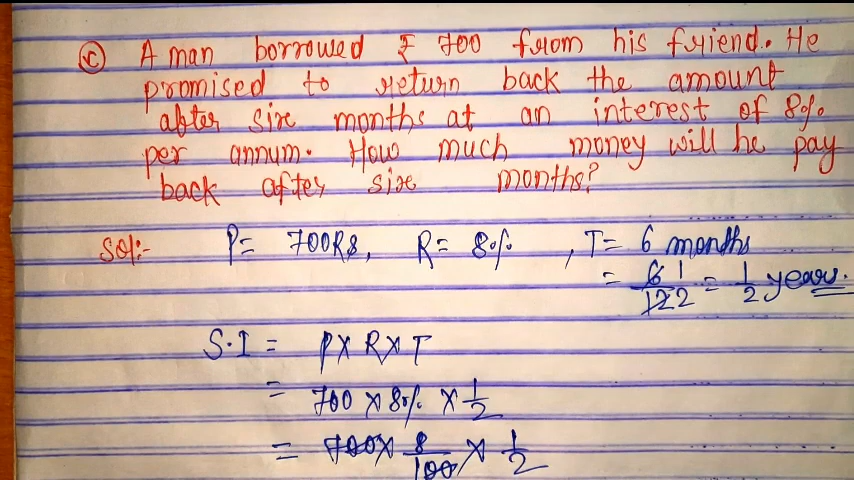 (c) A man borrowed ₹ 700 from his friend. He
promised to return back the amount
after six months at an interest of 8%
per annum. How much money will he pay
back after six months?
Sol:- P= 700Rs, R= 8%, T= 6 months
= 6 1/12 2 = 1/2 years.
S.I = P×R×T
= 700 × 8% × 1/2
= 700 × 8/100 × 1/2